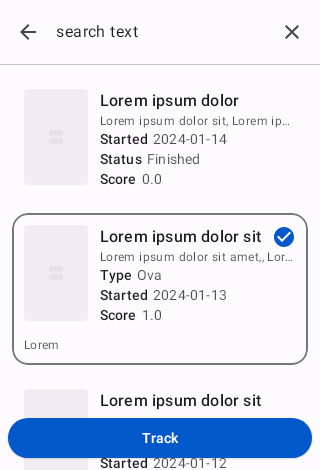 search text
Lorem ipsum dolor
Lorem ipsum dolor sit, Lorem ip…
Started 2024-01-14
Status Finished
Score 0.0
Lorem ipsum dolor sit
Lorem ipsum dolor sit amet,, Lor…
Type Ova
Started 2024-01-13
Score 1.0
Lorem
Lorem ipsum dolor sit
Track
Started 2024-01-12